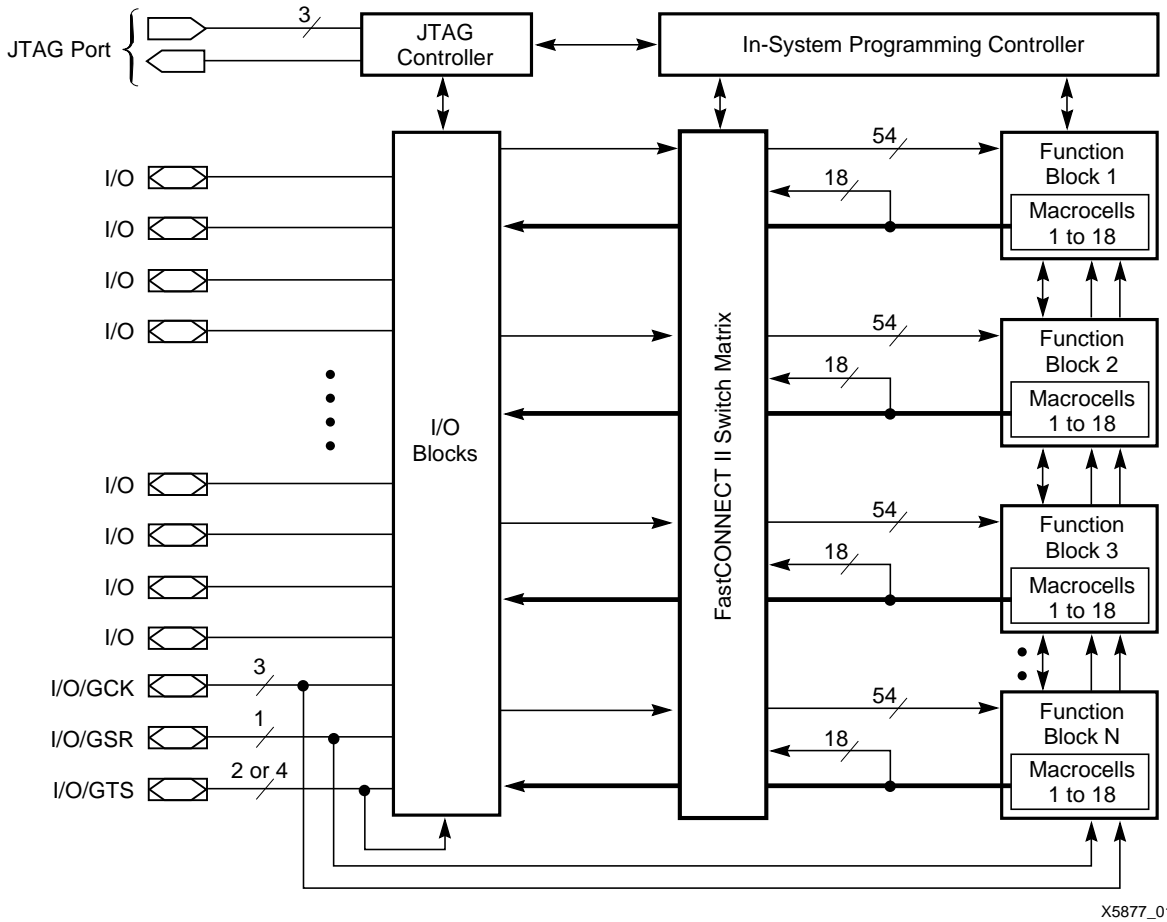 3
JTAG Port
JTAG
Controller
In-System Programming Controller
54
Function
Block 1
18
Macrocells
1 to 18
I/O
I/O
I/O
I/O
54
Function
Block 2
18
Macrocells
1 to 18
I/O
Blocks
FastCONNECT II Switch Matrix
I/O
I/O
I/O
I/O
54
Function
Block 3
18
Macrocells
1 to 18
I/O/GCK
3
I/O/GSR
1
I/O/GTS
2 or 4
54
Function
Block N
18
Macrocells
1 to 18